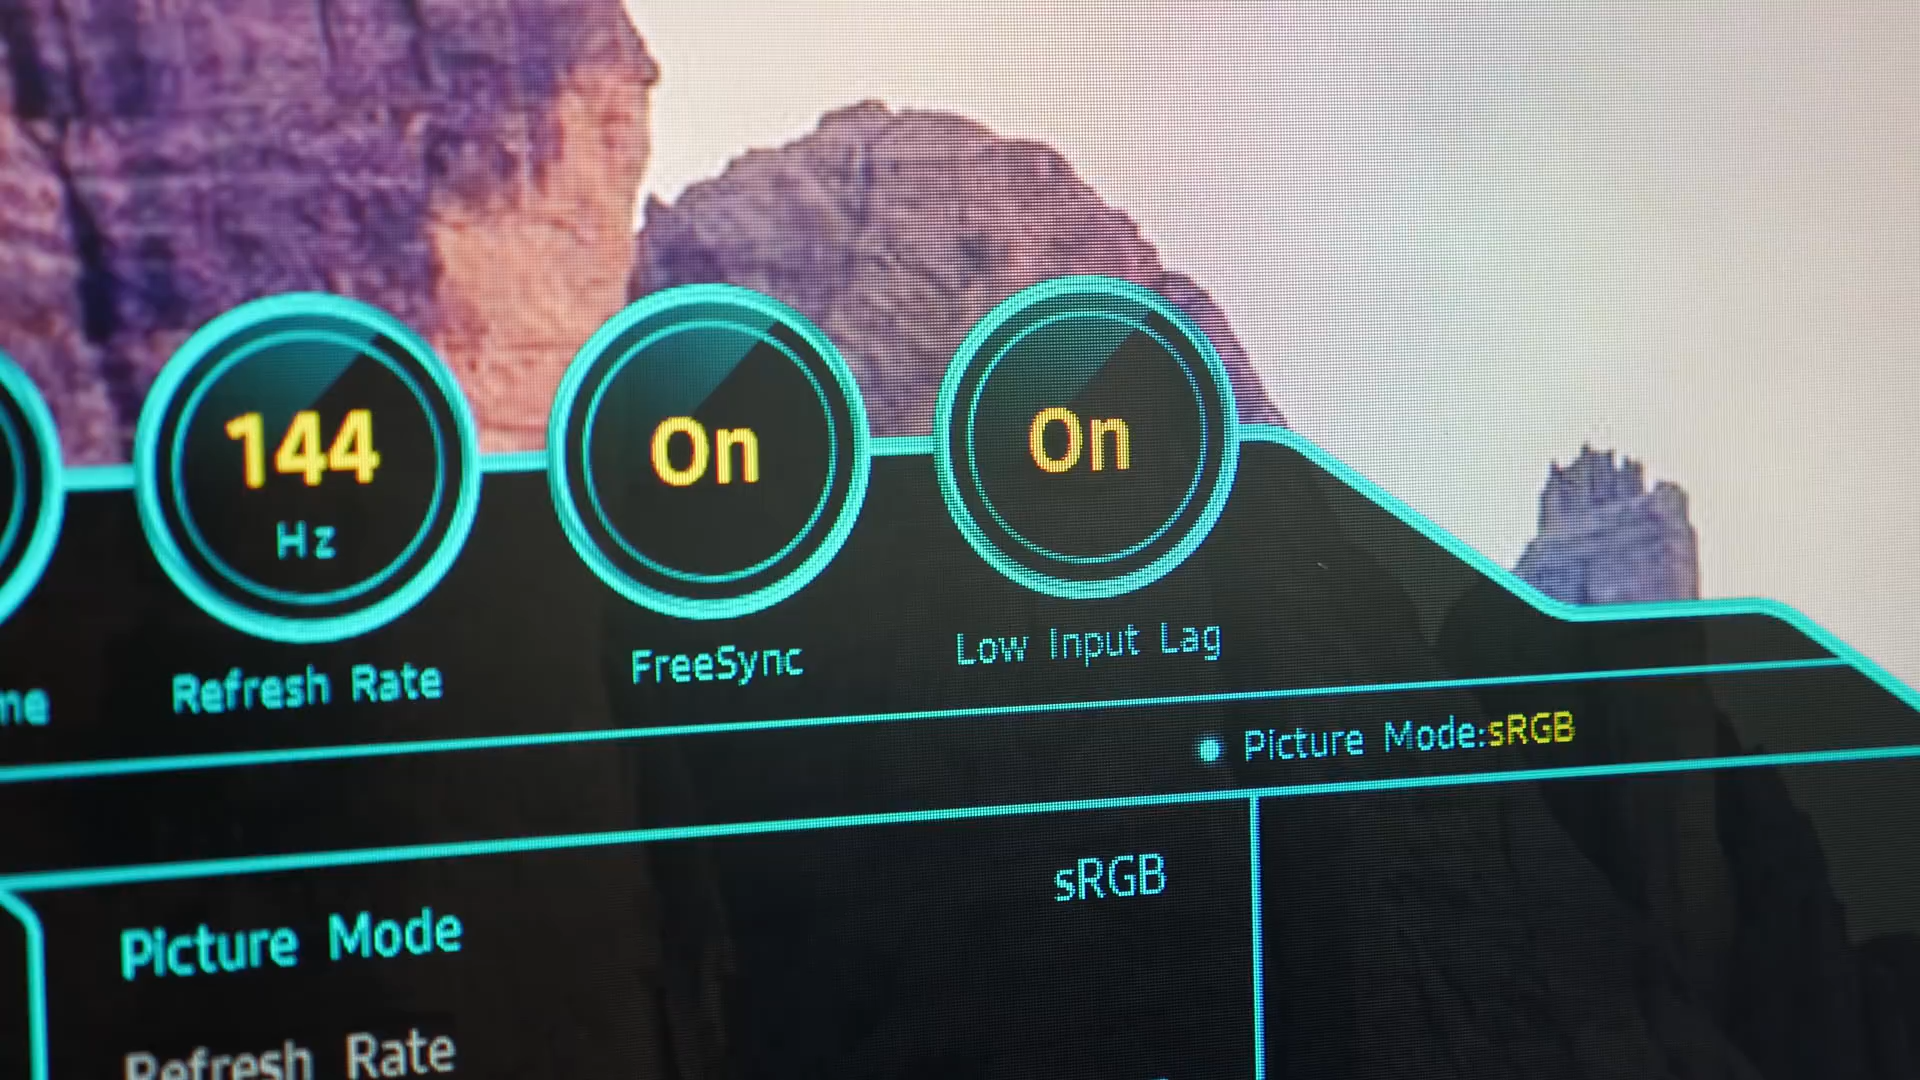 144
Hz
On
On
Refresh Rate
FreeSync
Low Input Lag
Picture Mode:sRGB
Picture Mode
sRGB
Refresh Rate